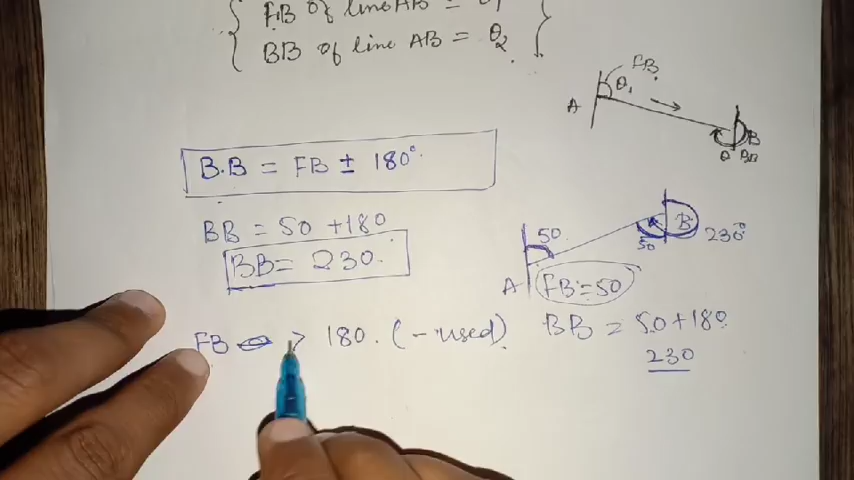 FB of line AB =
BB of line AB = θ2
FB
θ1
A
B
θ BB
B.B = FB ± 180°
BB = 50 + 180
BB = 230.
50
B
50
230°
A
FB = 50
FB > 180. (- used)
BB = 50 + 180
230